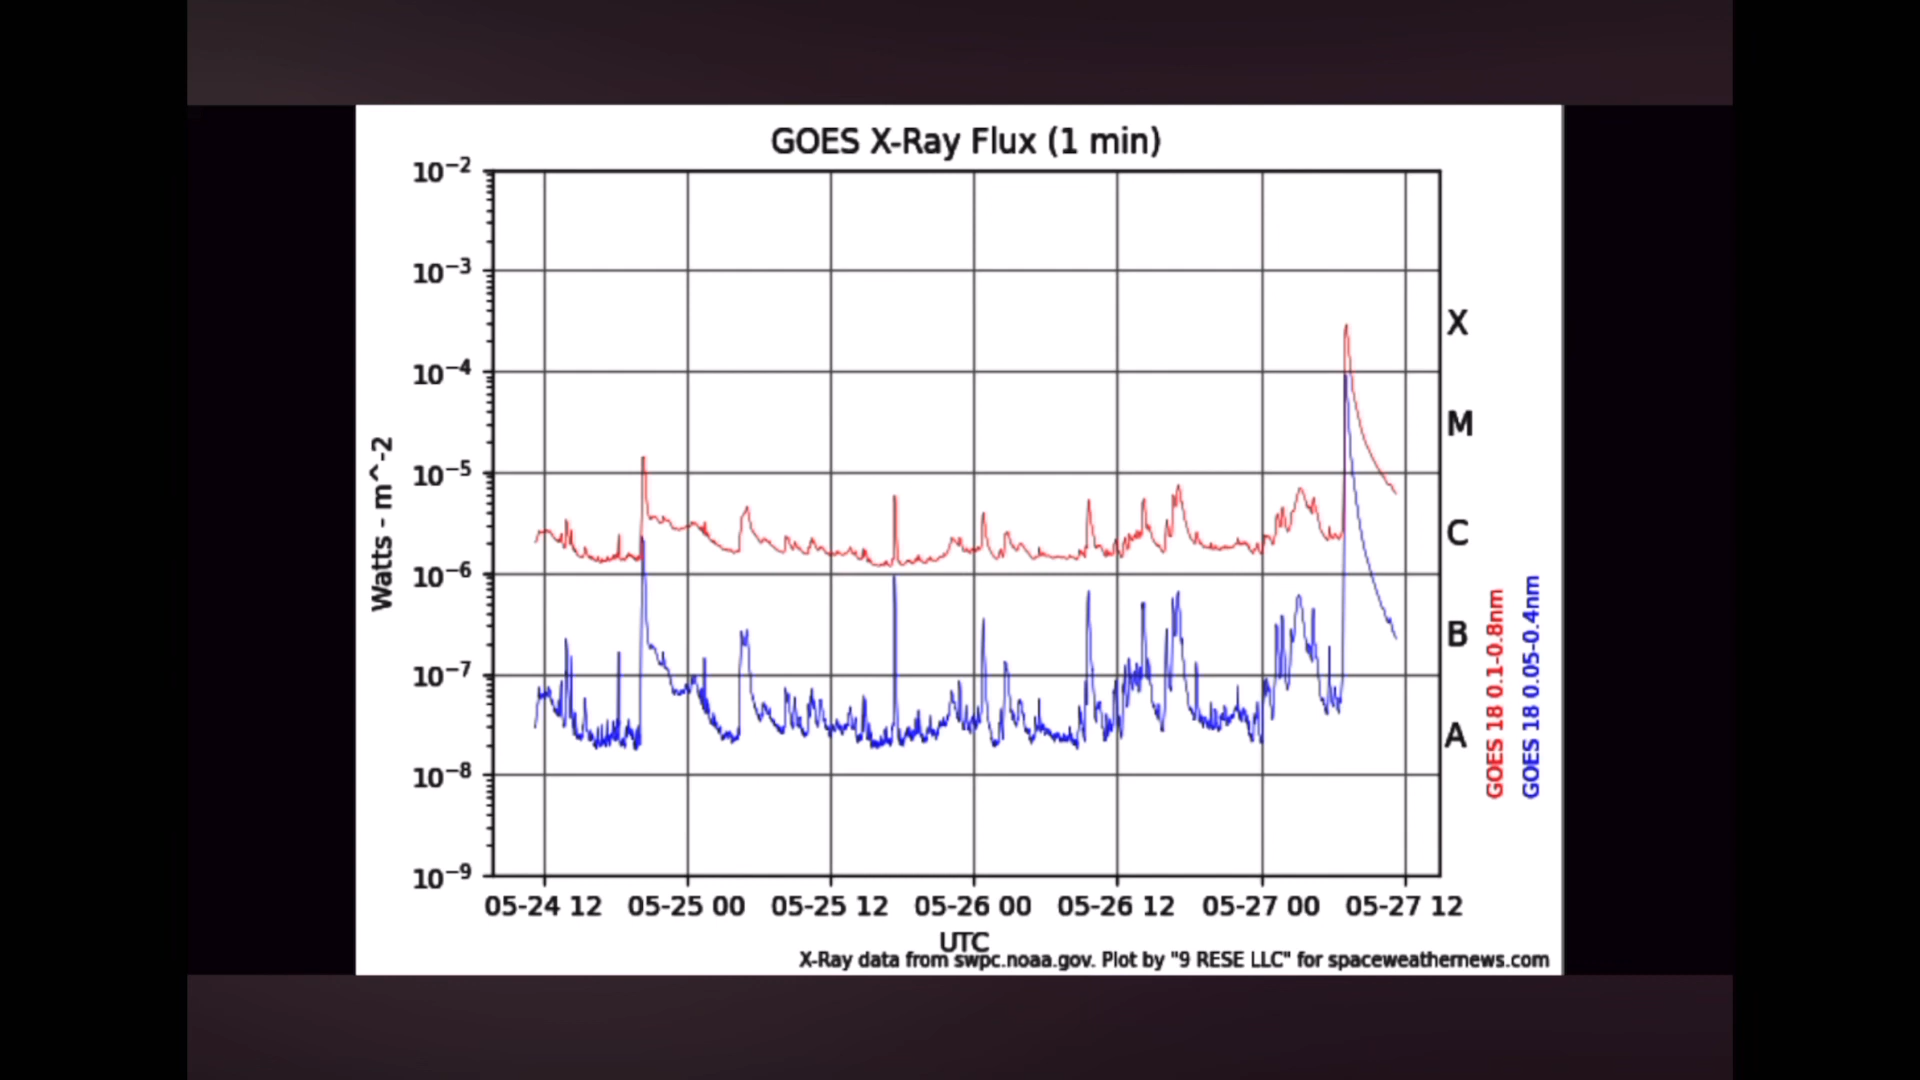 GOES X-Ray Flux (1 min)
10−2
10−3
10−4
10−5
10−6
10−7
10−8
10−9
Watts - m^-2
X
M
C
B
A
GOES 18 0.1-0.8nm
GOES 18 0.05-0.4nm
05-24 12 05-25 00 05-25 12 05-26 00 05-26 12 05-27 00 05-27 12
UTC
X-Ray data from swpc.noaa.gov. Plot by "9 RESE LLC" for spaceweathernews.com